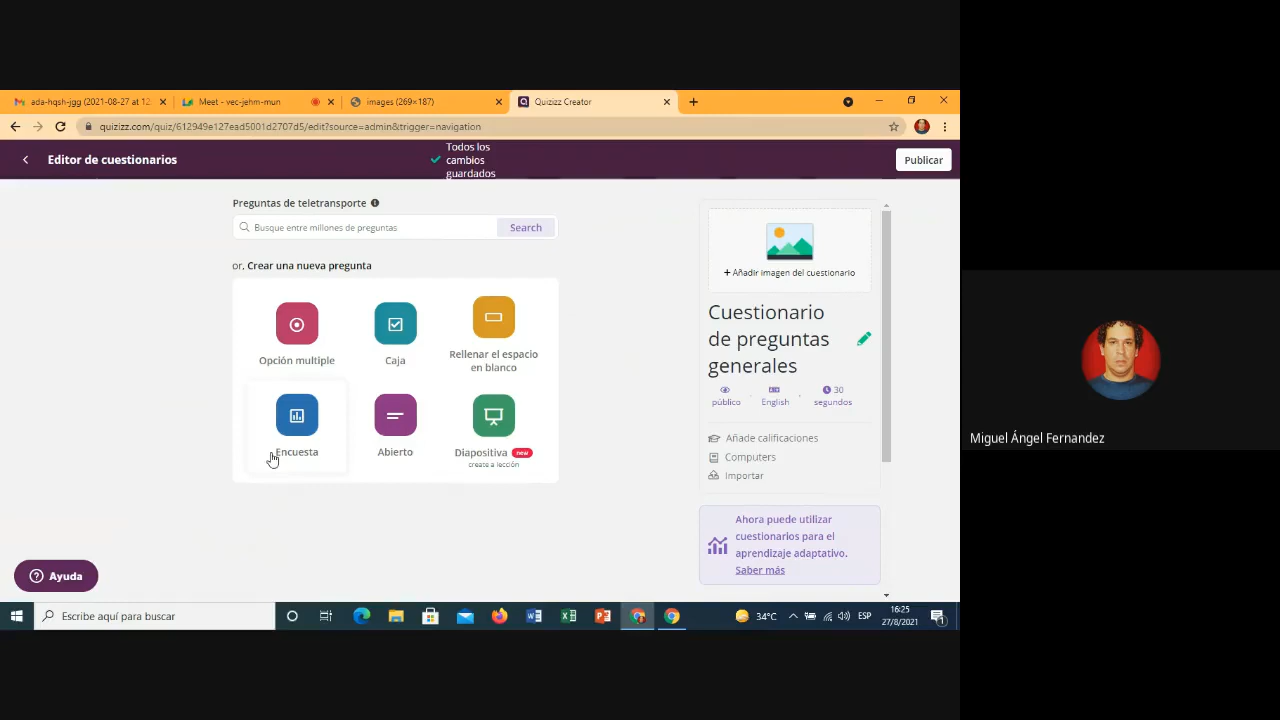 ada-hqsh-jgg (2021-08-27 at 12
Meet - vec-jehm-mun
images (269×187)
Quizizz Creator
quizizz.com/quiz/612949e127ead5001d2707d5/edit?source=admin&trigger=navigation
Editor de cuestionarios
Todos los
cambios
guardados
Publicar
Preguntas de teletransporte
Busque entre millones de preguntas
Search
or, Crear una nueva pregunta
Opción multiple
Caja
Rellenar el espacio
en blanco
Encuesta
Abierto
Diapositiva new
create a lección
+ Añadir imagen del cuestionario
Cuestionario
de preguntas
generales
público
English
30
segundos
Añade calificaciones
Computers
Importar
Ahora puede utilizar
cuestionarios para el
aprendizaje adaptativo.
Saber más
Ayuda
Miguel Ángel Fernandez
Escribe aquí para buscar
34°C
ESP
16:25
27/8/2021
1